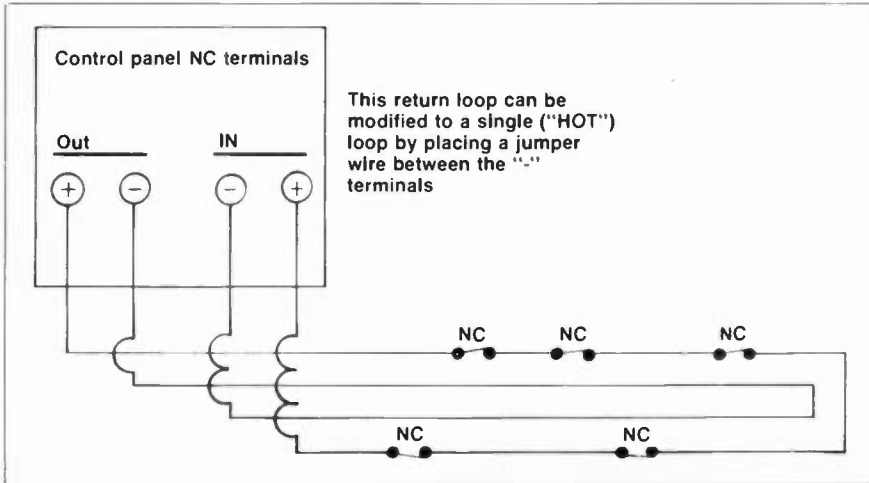 Control panel NC terminals
This return loop can be
modified to a single ("HOT")
loop by placing a jumper
wire between the "-"
terminals
Out IN
+ - - +
NC NC NC
NC NC